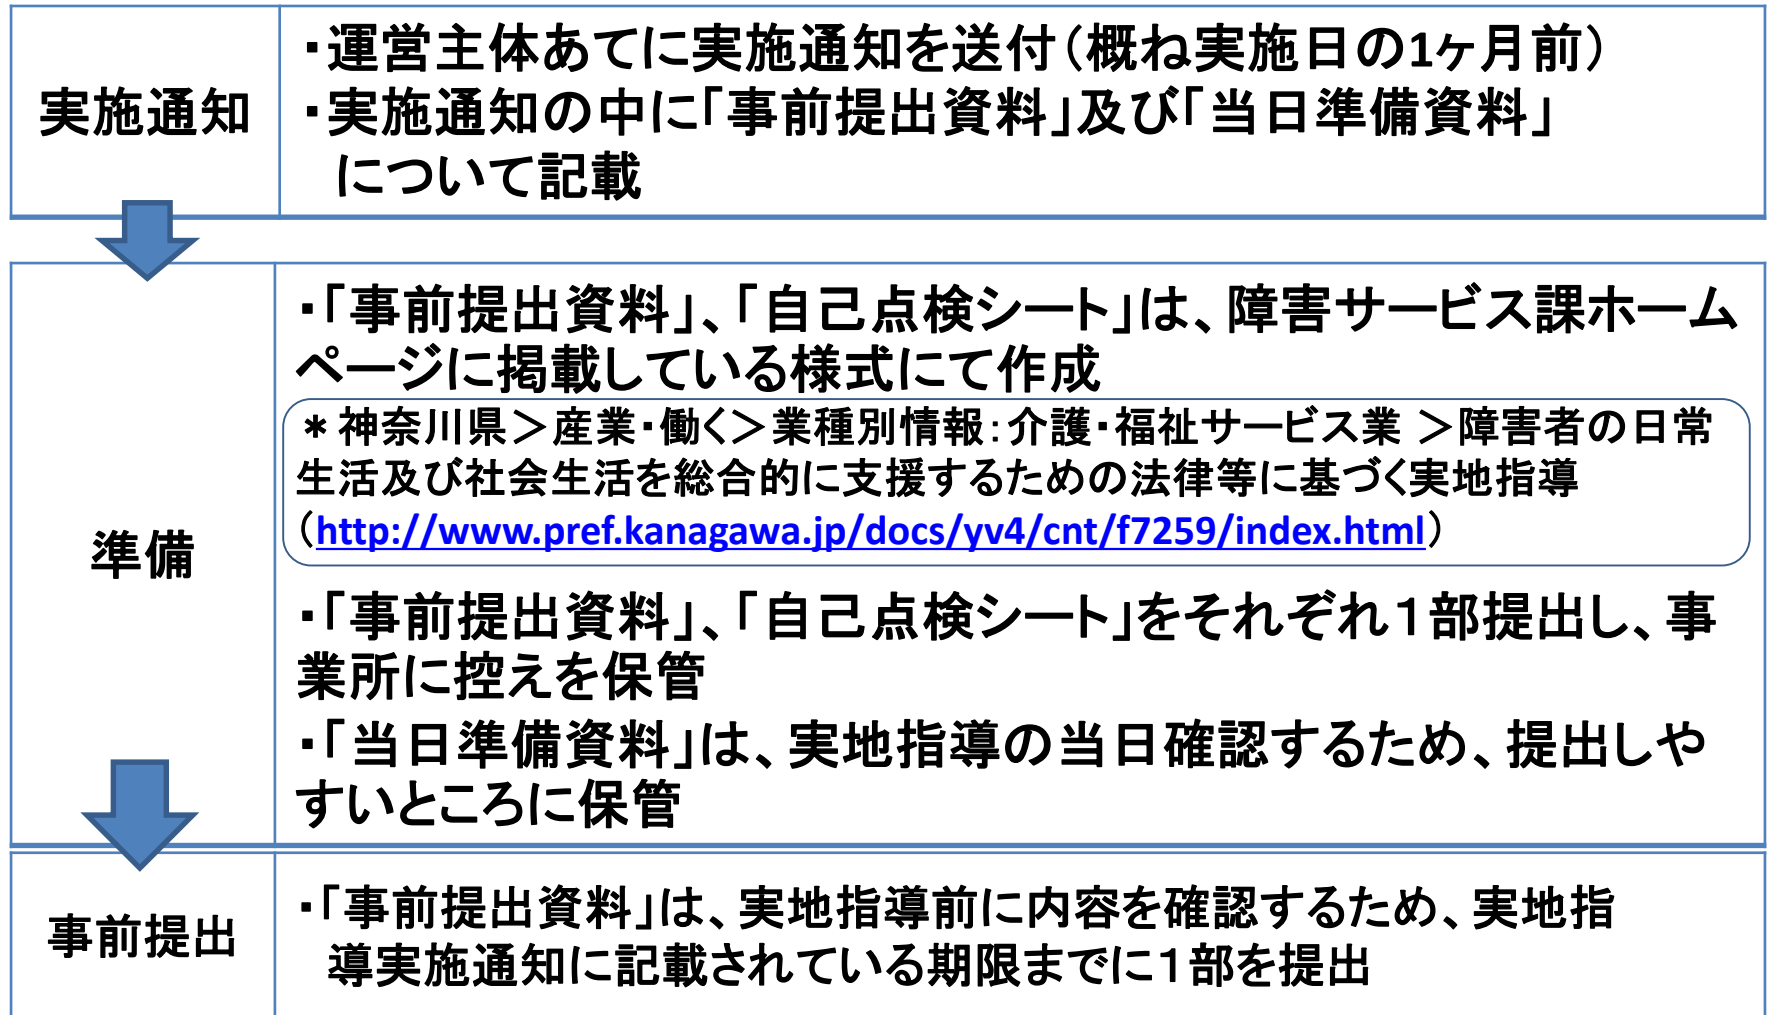 実施通知
・運営主体あてに実施通知を送付（概ね実施日の1ヶ月前）
・実施通知の中に「事前提出資料」及び「当日準備資料」
について記載
準備
・「事前提出資料」、「自己点検シート」は、障害サービス課ホーム
ページに掲載している様式にて作成
＊神奈川県＞産業・働く＞業種別情報：介護・福祉サービス業 ＞障害者の日常
生活及び社会生活を総合的に支援するための法律等に基づく実地指導
（http://www.pref.kanagawa.jp/docs/yv4/cnt/f7259/index.html）
・「事前提出資料」、「自己点検シート」をそれぞれ１部提出し、事
業所に控えを保管
・「当日準備資料」は、実地指導の当日確認するため、提出しや
すいところに保管
事前提出
・「事前提出資料」は、実地指導前に内容を確認するため、実地指
導実施通知に記載されている期限までに１部を提出